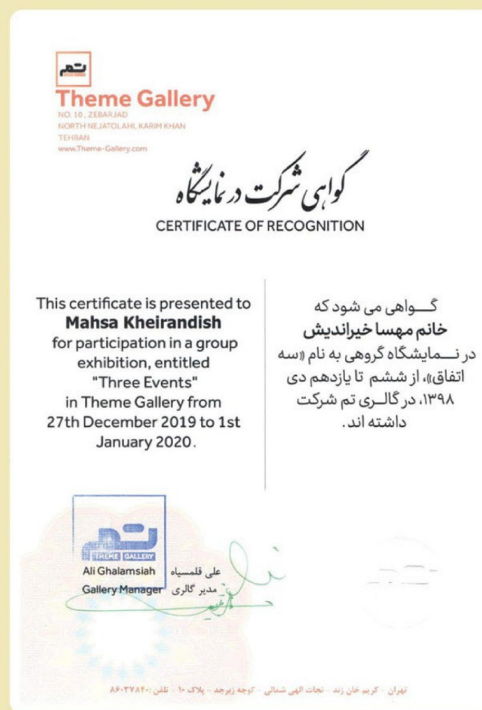 تم
Theme Gallery
NO. 10, ZEBARJAD
NORTH NEJATOLAHI, KARIM KHAN
TEHRAN
www.Theme-Gallery.com
گواهی شرکت در نمایشگاه
CERTIFICATE OF RECOGNITION
This certificate is presented to
Mahsa Kheirandish
for participation in a group
exhibition, entitled
"Three Events"
in Theme Gallery from
27th December 2019 to 1st
January 2020.
گـــواهی می شود که
خانم مهسا خیراندیش
در نـــمایشگاه گروهی به نام «سه
اتفاق»، از ششم تا یازدهم دی
۱۳۹۸، در گالـــری تم شرکت
داشته اند.
تم
THEME GALLERY
Ali Ghalamsiah علی قلمسیاه
Gallery Manager مدیر گالری
تهران - کریم خان زند - نجات الهی شمالی - کوچه زبرجد - پلاک ۱۰ - تلفن: ۸۶۰۳۷۸۴۰